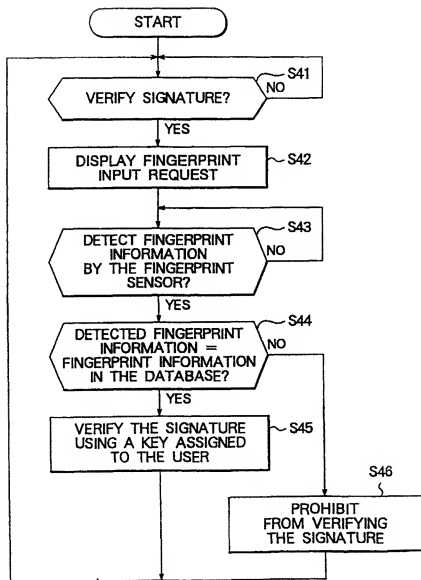 START
S41
VERIFY SIGNATURE?
NO
YES
S42
DISPLAY FINGERPRINT
INPUT REQUEST
S43
DETECT FINGERPRINT
INFORMATION
BY THE FINGERPRINT
SENSOR?
NO
YES
S44
DETECTED FINGERPRINT
INFORMATION =
FINGERPRINT INFORMATION
IN THE DATABASE?
NO
YES
S45
VERIFY THE SIGNATURE
USING A KEY ASSIGNED
TO THE USER
S46
PROHIBIT
FROM VERIFYING
THE SIGNATURE